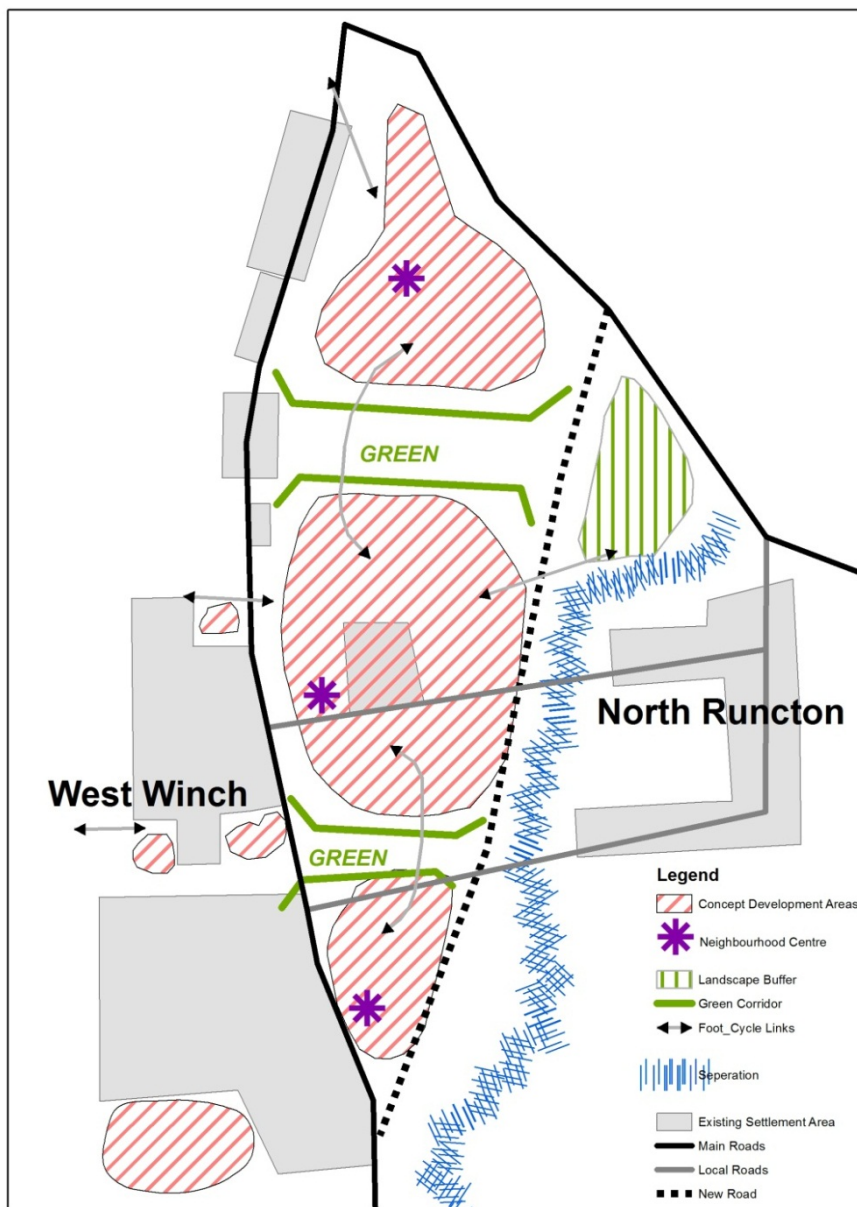 GREEN
North Runcton
West Winch
GREEN
Legend
Concept Development Areas
Neighbourhood Centre
Landscape Buffer
Green Corridor
Foot_Cycle Links
Seperation
Existing Settlement Area
Main Roads
Local Roads
New Road